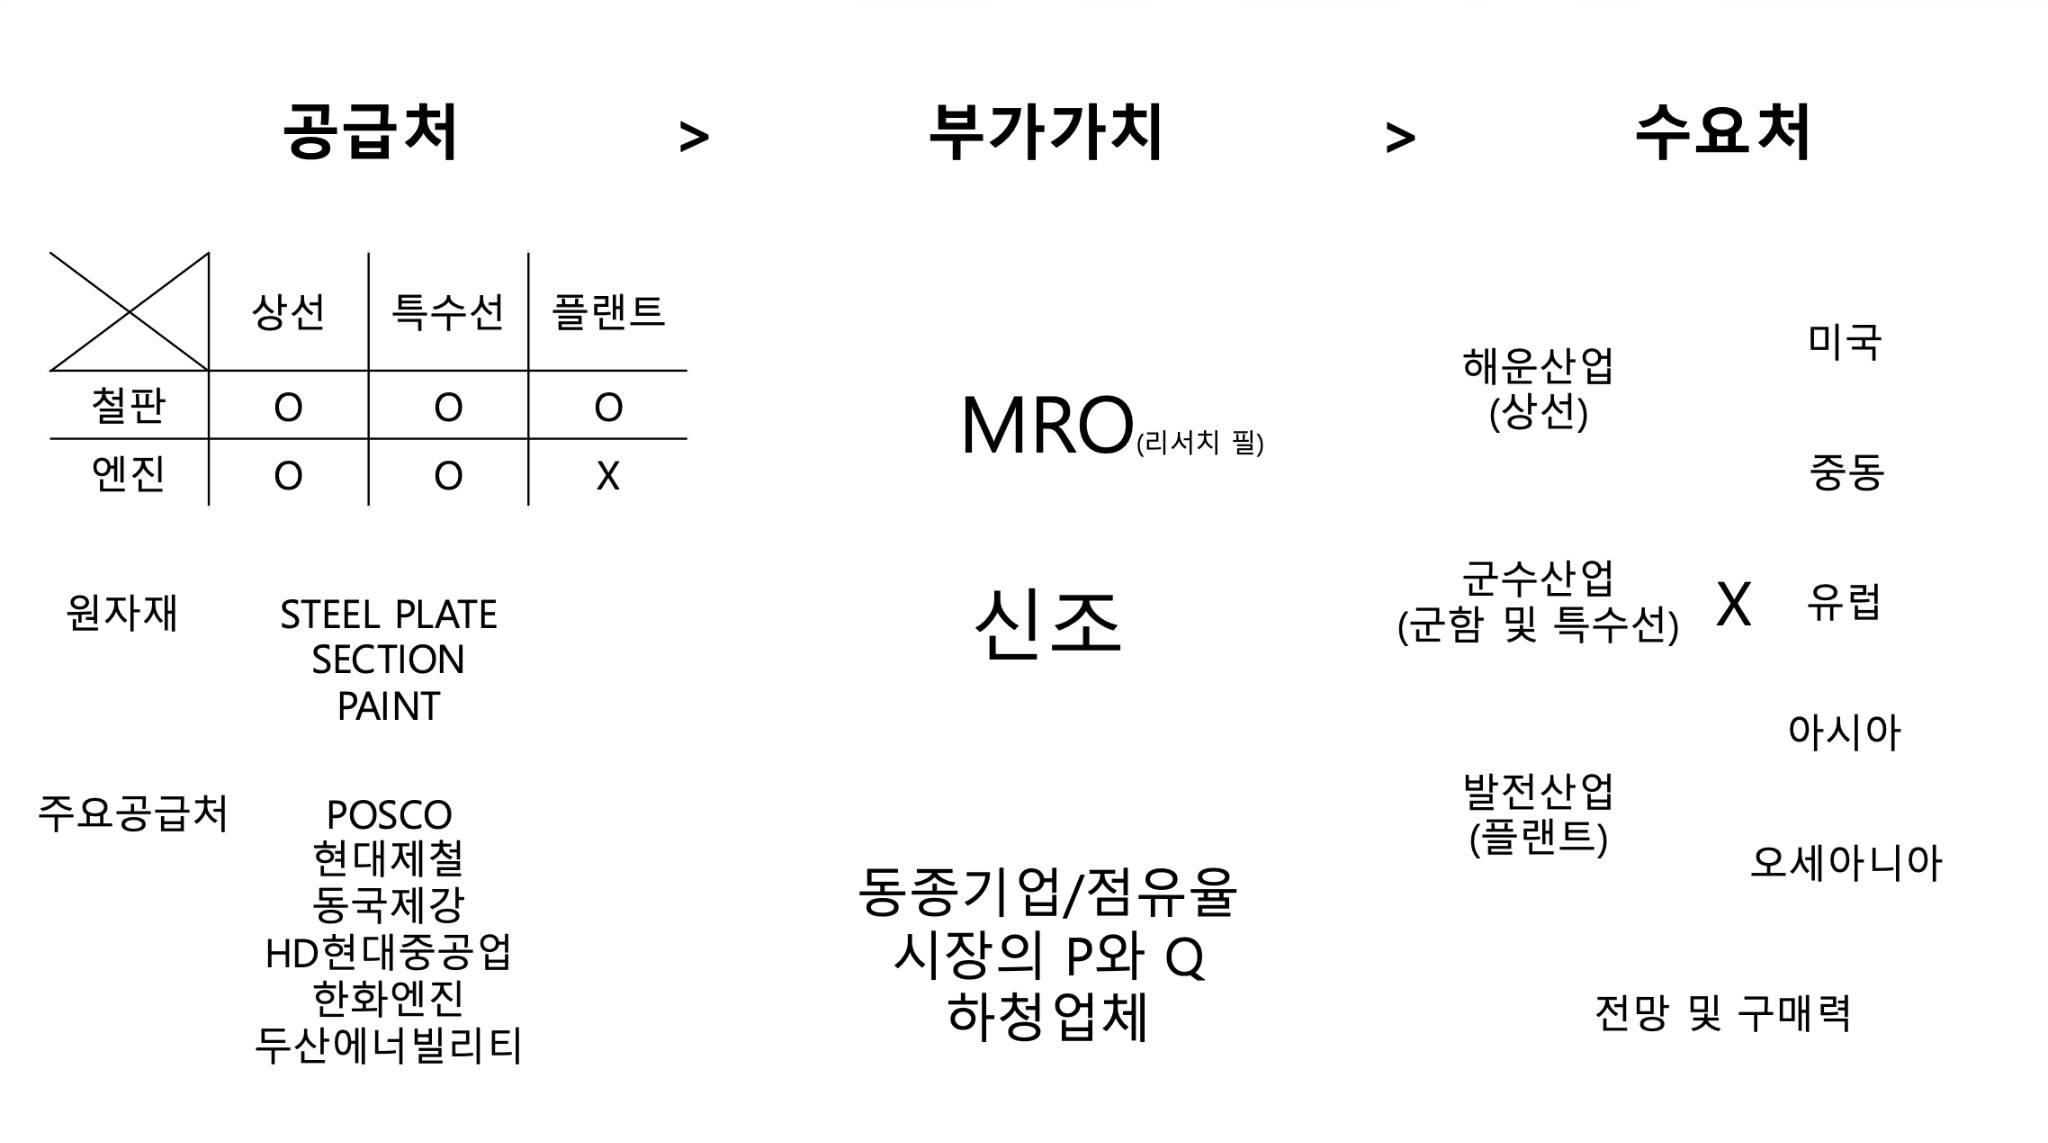 공급처 > 부가가치 > 수요처
상선 특수선 플랜트
철판 O O O
엔진 O O X
원자재
STEEL PLATE
SECTION
PAINT
주요공급처
POSCO
현대제철
동국제강
HD현대중공업
한화엔진
두산에너빌리티
MRO(리서치 필)
신조
동종기업/점유율
시장의 P와 Q
하청업체
해운산업
(상선)
군수산업
(군함 및 특수선)
발전산업
(플랜트)
X
미국
중동
유럽
아시아
오세아니아
전망 및 구매력